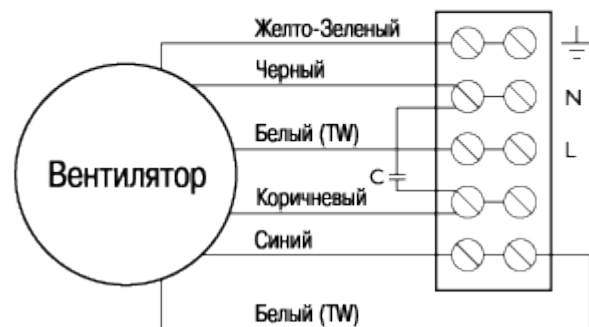 Желто-Зеленый
Черный
N
Белый (TW)
L
Вентилятор
C
Коричневый
Синий
Белый (TW)